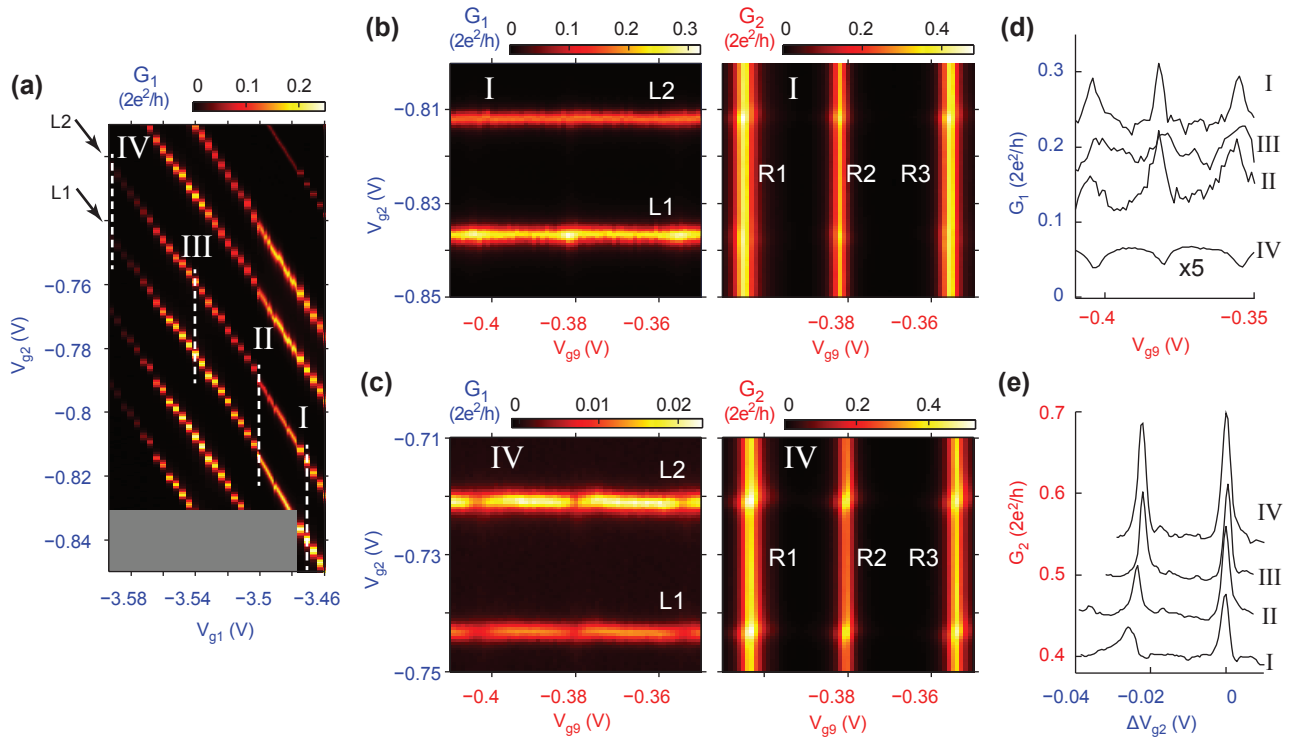 (a)
G1
(2e²/h)
0 0.1 0.2
L2
L1
IV
III
II
I
−0.76
−0.78
−0.8
−0.82
−0.84
Vg2 (V)
−3.58 −3.54 −3.5 −3.46
Vg1 (V)
(b)
G1
(2e²/h)
0 0.1 0.2 0.3
I
L2
L1
−0.81
−0.83
−0.85
Vg2 (V)
−0.4 −0.38 −0.36
Vg9 (V)
G2
(2e²/h)
0 0.2 0.4
I
R1 R2 R3
−0.38 −0.36
Vg9 (V)
(c)
G1
(2e²/h)
0 0.01 0.02
IV
L2
L1
−0.71
−0.73
−0.75
Vg2 (V)
−0.4 −0.38 −0.36
Vg9 (V)
G2
(2e²/h)
0 0.2 0.4
IV
R1 R2 R3
−0.38 −0.36
Vg9 (V)
(d)
G1 (2e²/h)
0.3
0.2
0.1
0
I
III
II
IV
x5
−0.4 −0.35
Vg9 (V)
(e)
G2 (2e²/h)
0.7
0.6
0.5
0.4
IV
III
II
I
−0.04 −0.02 0
ΔVg2 (V)